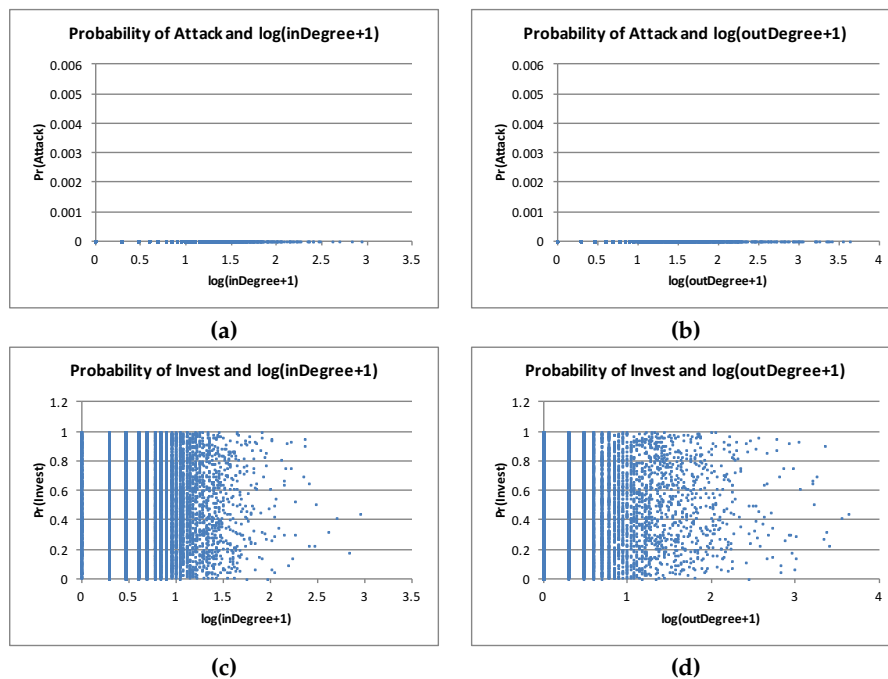 Probability of Attack and log(inDegree+1)
0.006
0.005
0.004
0.003
0.002
0.001
0
Pr(Attack)
0 0.5 1 1.5 2 2.5 3 3.5
log(inDegree+1)
(a)
Probability of Attack and log(outDegree+1)
0.006
0.005
0.004
0.003
0.002
0.001
0
Pr(Attack)
0 0.5 1 1.5 2 2.5 3 3.5 4
log(outDegree+1)
(b)
Probability of Invest and log(inDegree+1)
1.2
1
0.8
0.6
0.4
0.2
0
Pr(Invest)
0 0.5 1 1.5 2 2.5 3 3.5
log(inDegree+1)
(c)
Probability of Invest and log(outDegree+1)
1.2
1
0.8
0.6
0.4
0.2
0
Pr(Invest)
0 1 2 3 4
log(outDegree+1)
(d)